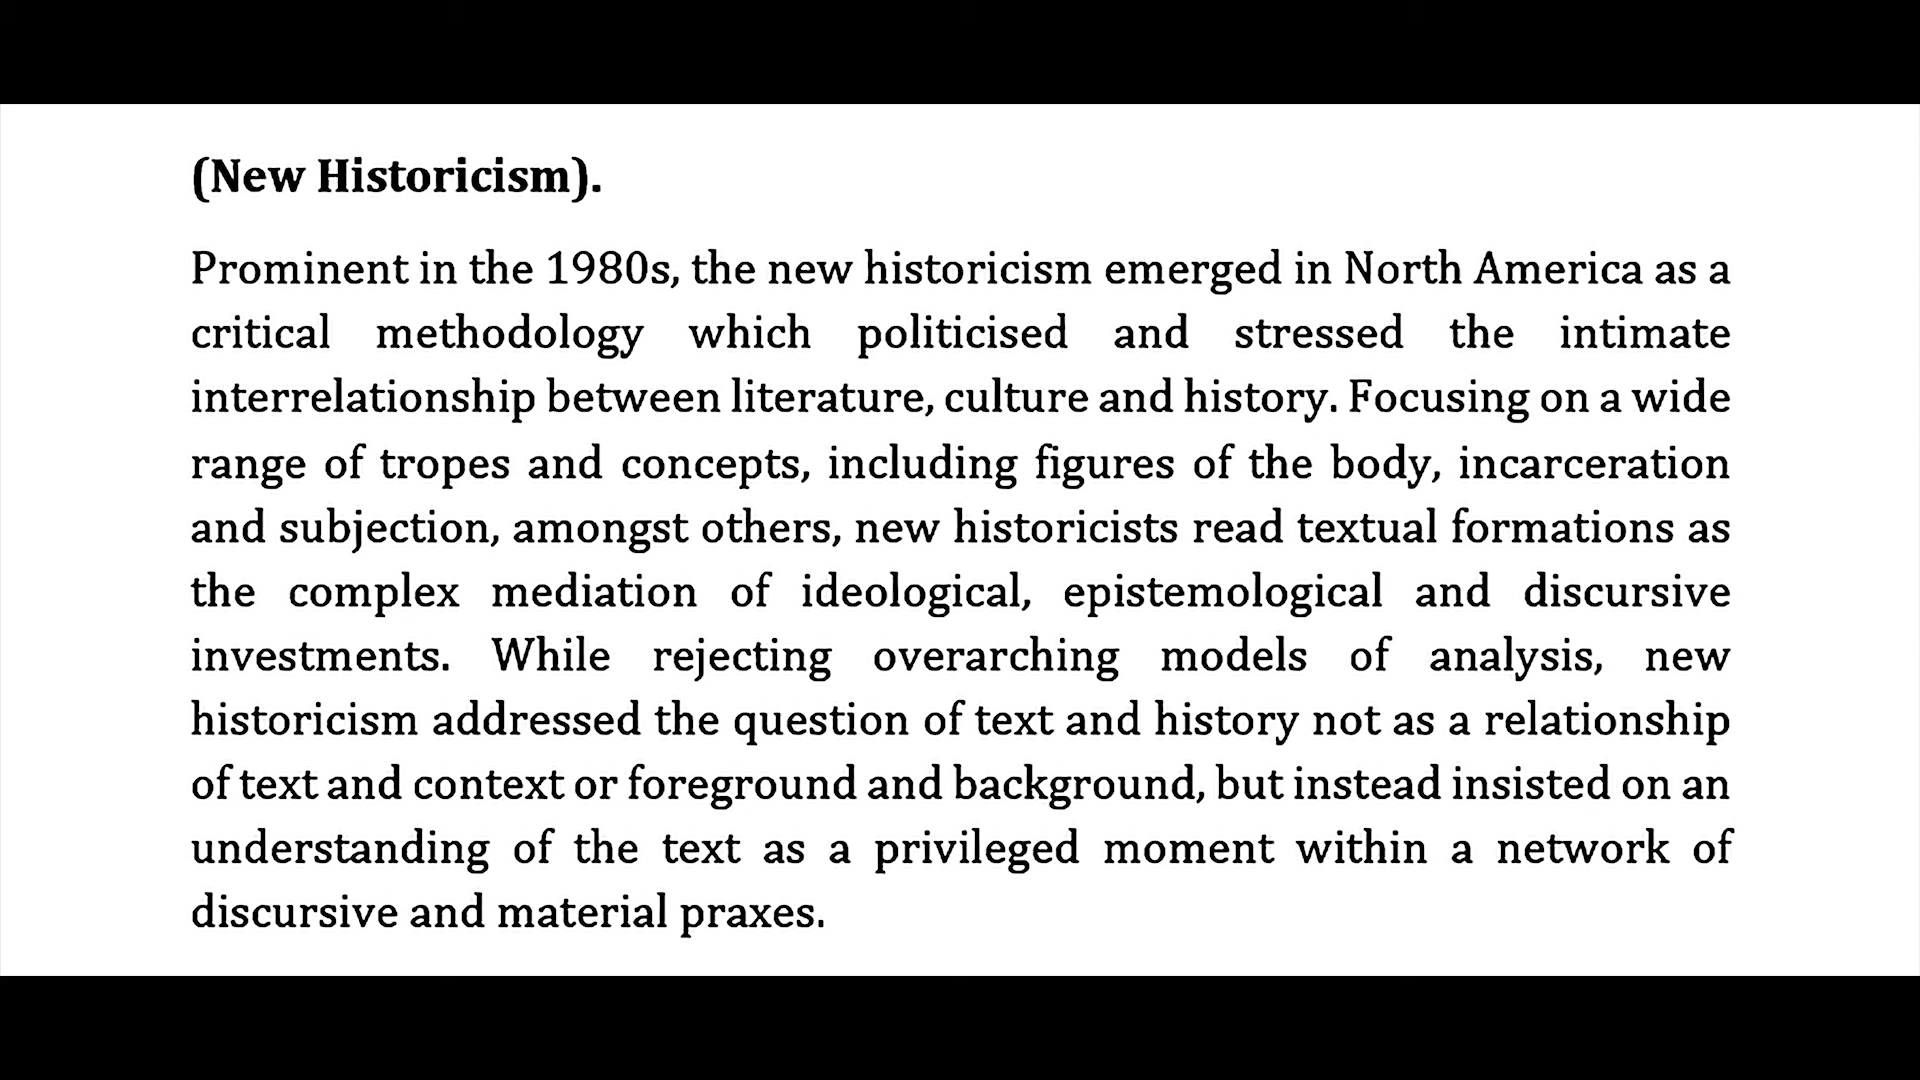 (New Historicism).
Prominent in the 1980s, the new historicism emerged in North America as a
critical methodology which politicised and stressed the intimate
interrelationship between literature, culture and history. Focusing on a wide
range of tropes and concepts, including figures of the body, incarceration
and subjection, amongst others, new historicists read textual formations as
the complex mediation of ideological, epistemological and discursive
investments. While rejecting overarching models of analysis, new
historicism addressed the question of text and history not as a relationship
of text and context or foreground and background, but instead insisted on an
understanding of the text as a privileged moment within a network of
discursive and material praxes.